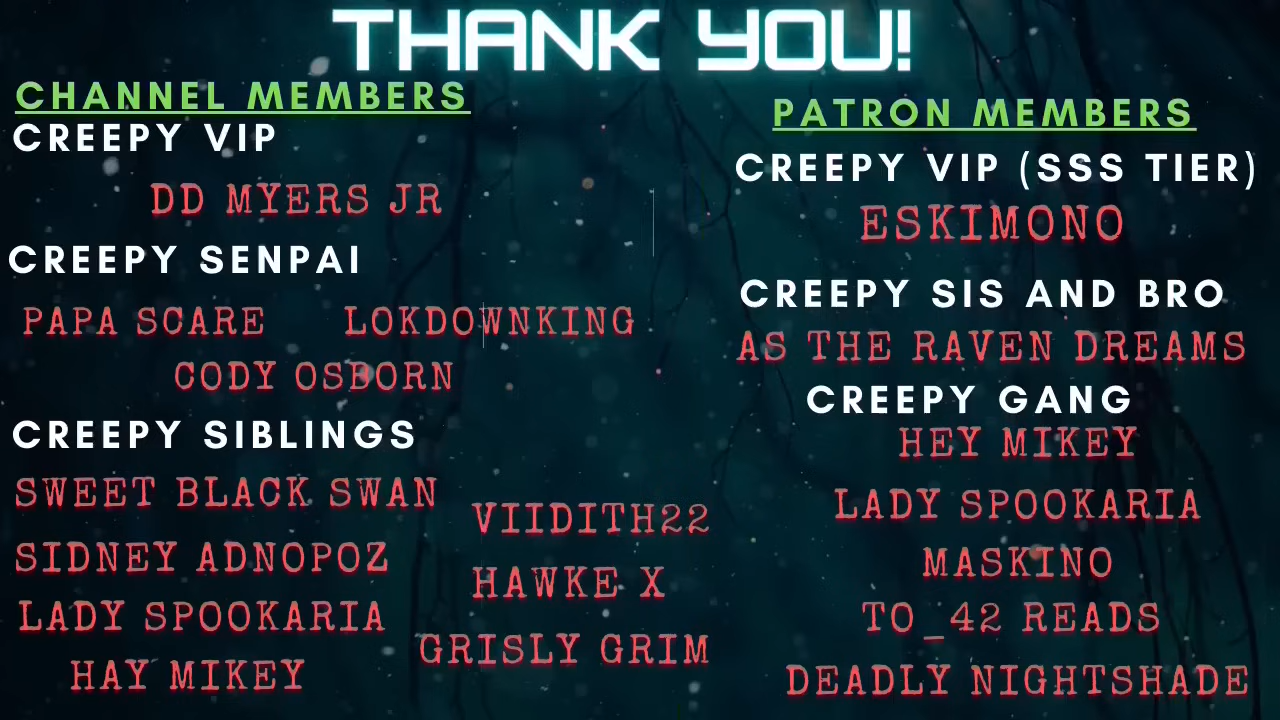 THANK YOU!
CHANNEL MEMBERS
CREEPY VIP
DD MYERS JR
CREEPY SENPAI
PAPA SCARE LOKDOWNKING
CODY OSBORN
CREEPY SIBLINGS
SWEET BLACK SWAN
SIDNEY ADNOPOZ
LADY SPOOKARIA
HAY MIKEY
VIIDITH22
HAWKE X
GRISLY GRIM
PATRON MEMBERS
CREEPY VIP (SSS TIER)
ESKIMONO
CREEPY SIS AND BRO
AS THE RAVEN DREAMS
CREEPY GANG
HEY MIKEY
LADY SPOOKARIA
MASKINO
TO_42 READS
DEADLY NIGHTSHADE